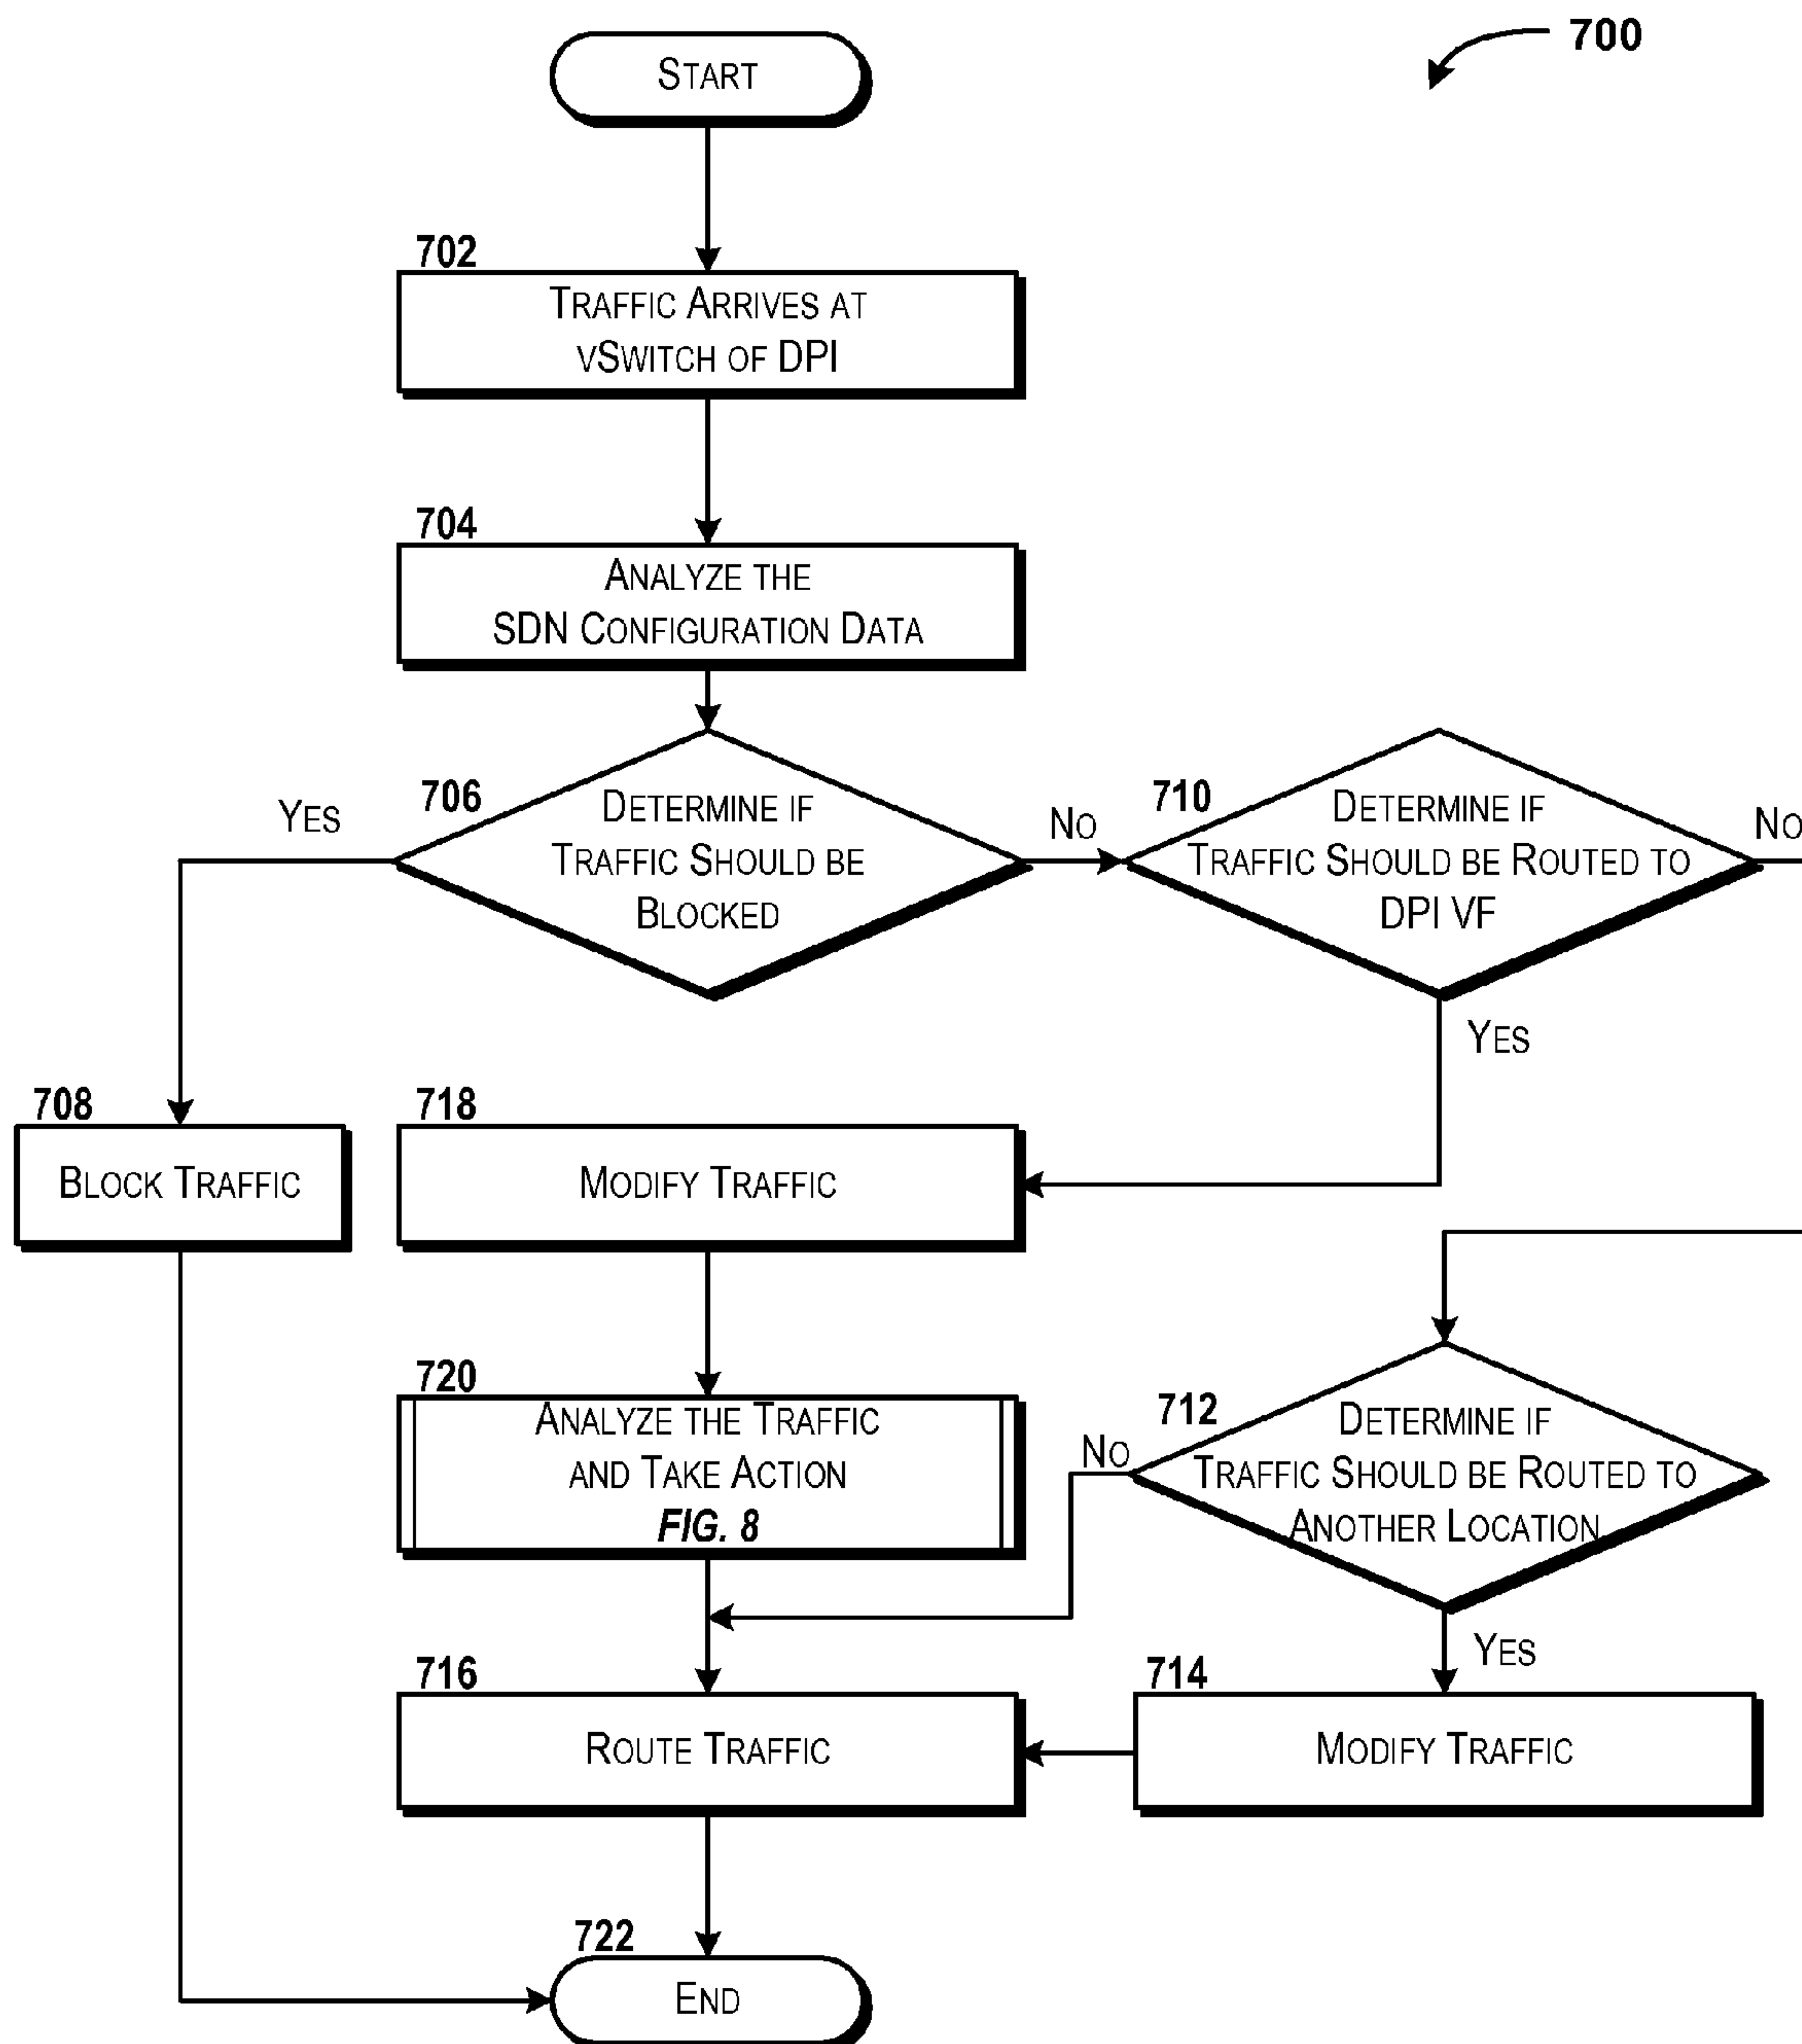 700
START
702
TRAFFIC ARRIVES AT
VSWITCH OF DPI
704
ANALYZE THE
SDN CONFIGURATION DATA
706
DETERMINE IF
TRAFFIC SHOULD BE
BLOCKED
YES
NO
710
DETERMINE IF
TRAFFIC SHOULD BE ROUTED TO
DPI VF
NO
YES
708
BLOCK TRAFFIC
718
MODIFY TRAFFIC
720
ANALYZE THE TRAFFIC
AND TAKE ACTION
FIG. 8
712
DETERMINE IF
TRAFFIC SHOULD BE ROUTED TO
ANOTHER LOCATION
NO
YES
716
ROUTE TRAFFIC
714
MODIFY TRAFFIC
722
END